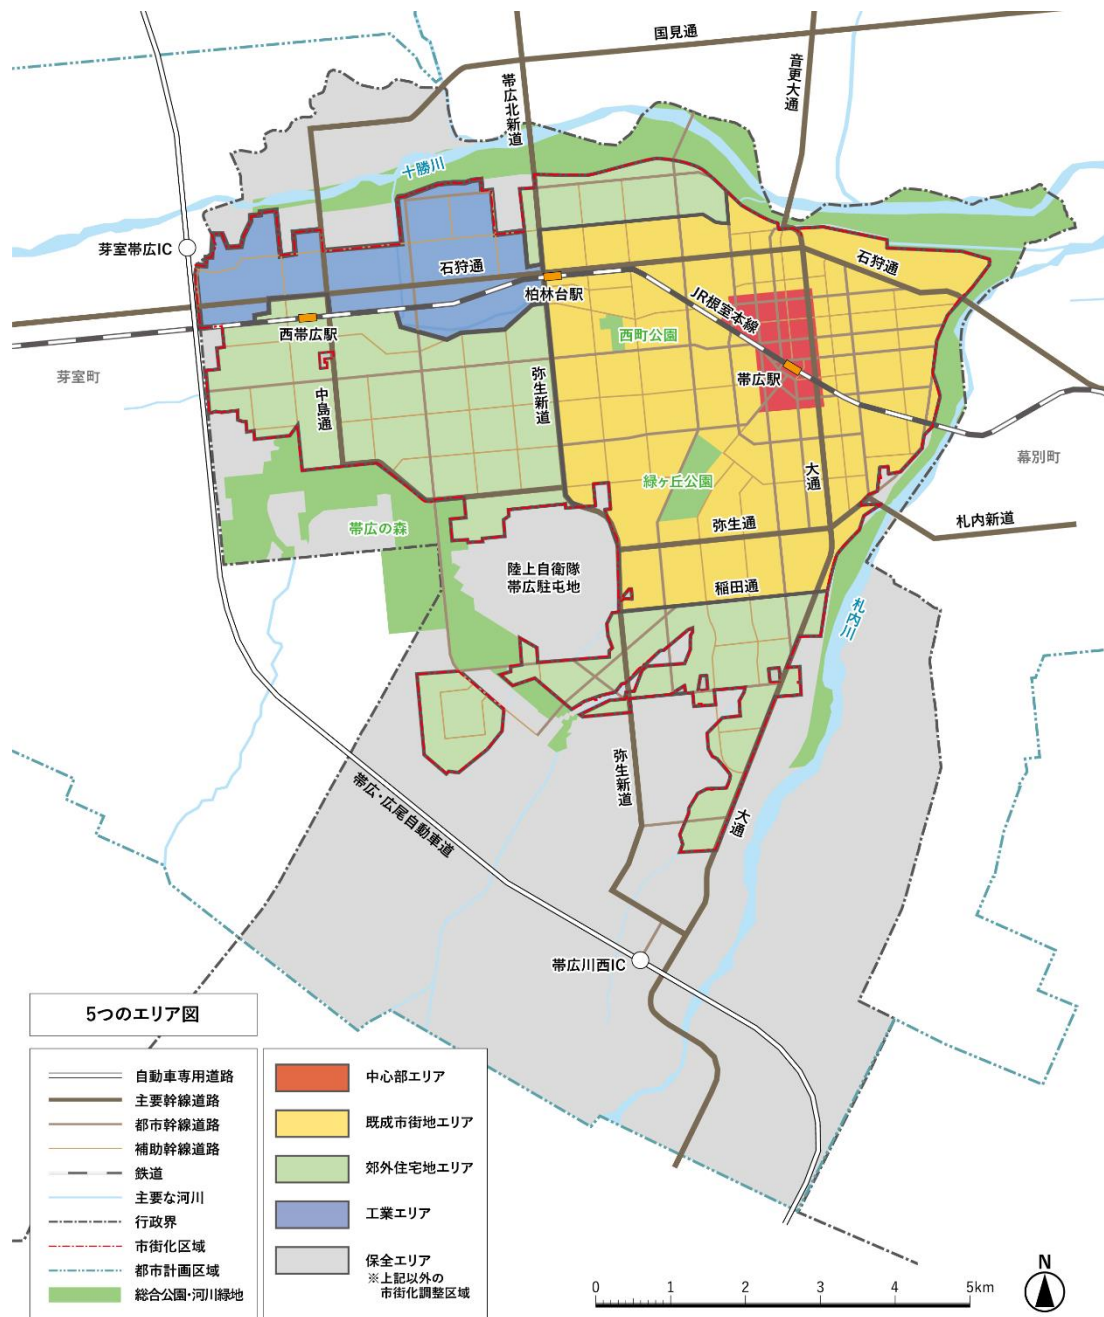 国見通
音更大通
帯広北新道
十勝川
芽室帯広IC
石狩通
石狩通
柏林台駅
JR根室本線
西町公園
西帯広駅
帯広駅
芽室町
中島通
弥生新道
幕別町
緑ヶ丘公園
大通
弥生通
札内新道
帯広の森
陸上自衛隊
帯広駐屯地
稲田通
札内川
弥生新道
帯広・広尾自動車道
大通
帯広川西IC
5つのエリア図
自動車専用道路
主要幹線道路
都市幹線道路
補助幹線道路
鉄道
主要な河川
行政界
市街化区域
都市計画区域
総合公園・河川緑地
中心部エリア
既成市街地エリア
郊外住宅地エリア
工業エリア
保全エリア
※上記以外の
市街化調整区域
N
0 1 2 3 4 5km